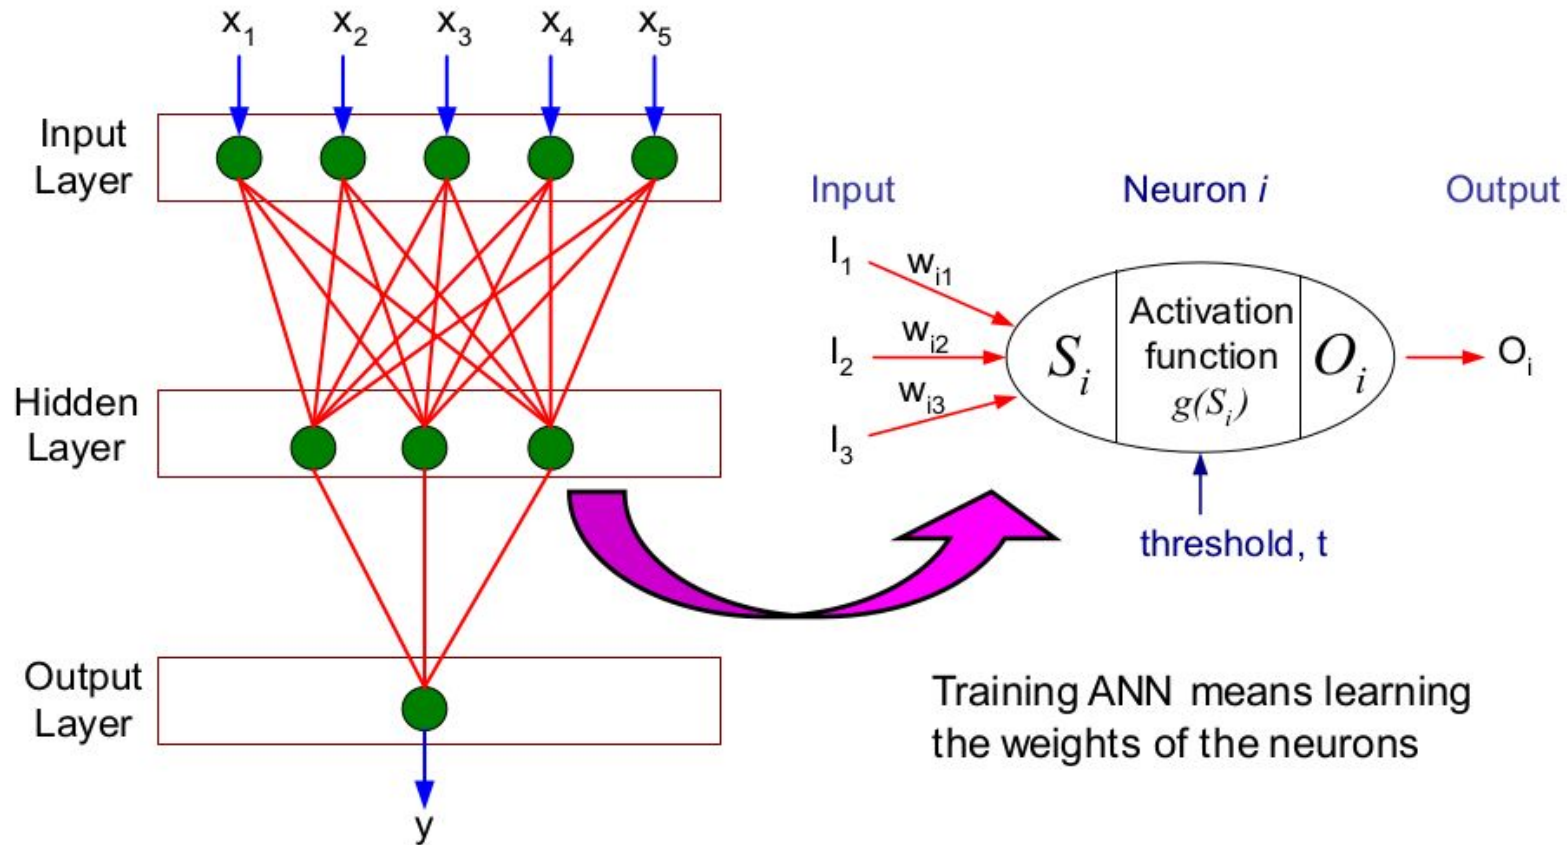 x₁ x₂ x₃ x₄ x₅
Input
Layer
Hidden
Layer
Output
Layer
y
Input Neuron i Output
I₁ wᵢ₁
I₂ wᵢ₂
I₃ wᵢ₃
Sᵢ
Activation
function
g(Sᵢ)
Oᵢ
Oᵢ
threshold, t
Training ANN means learning
the weights of the neurons